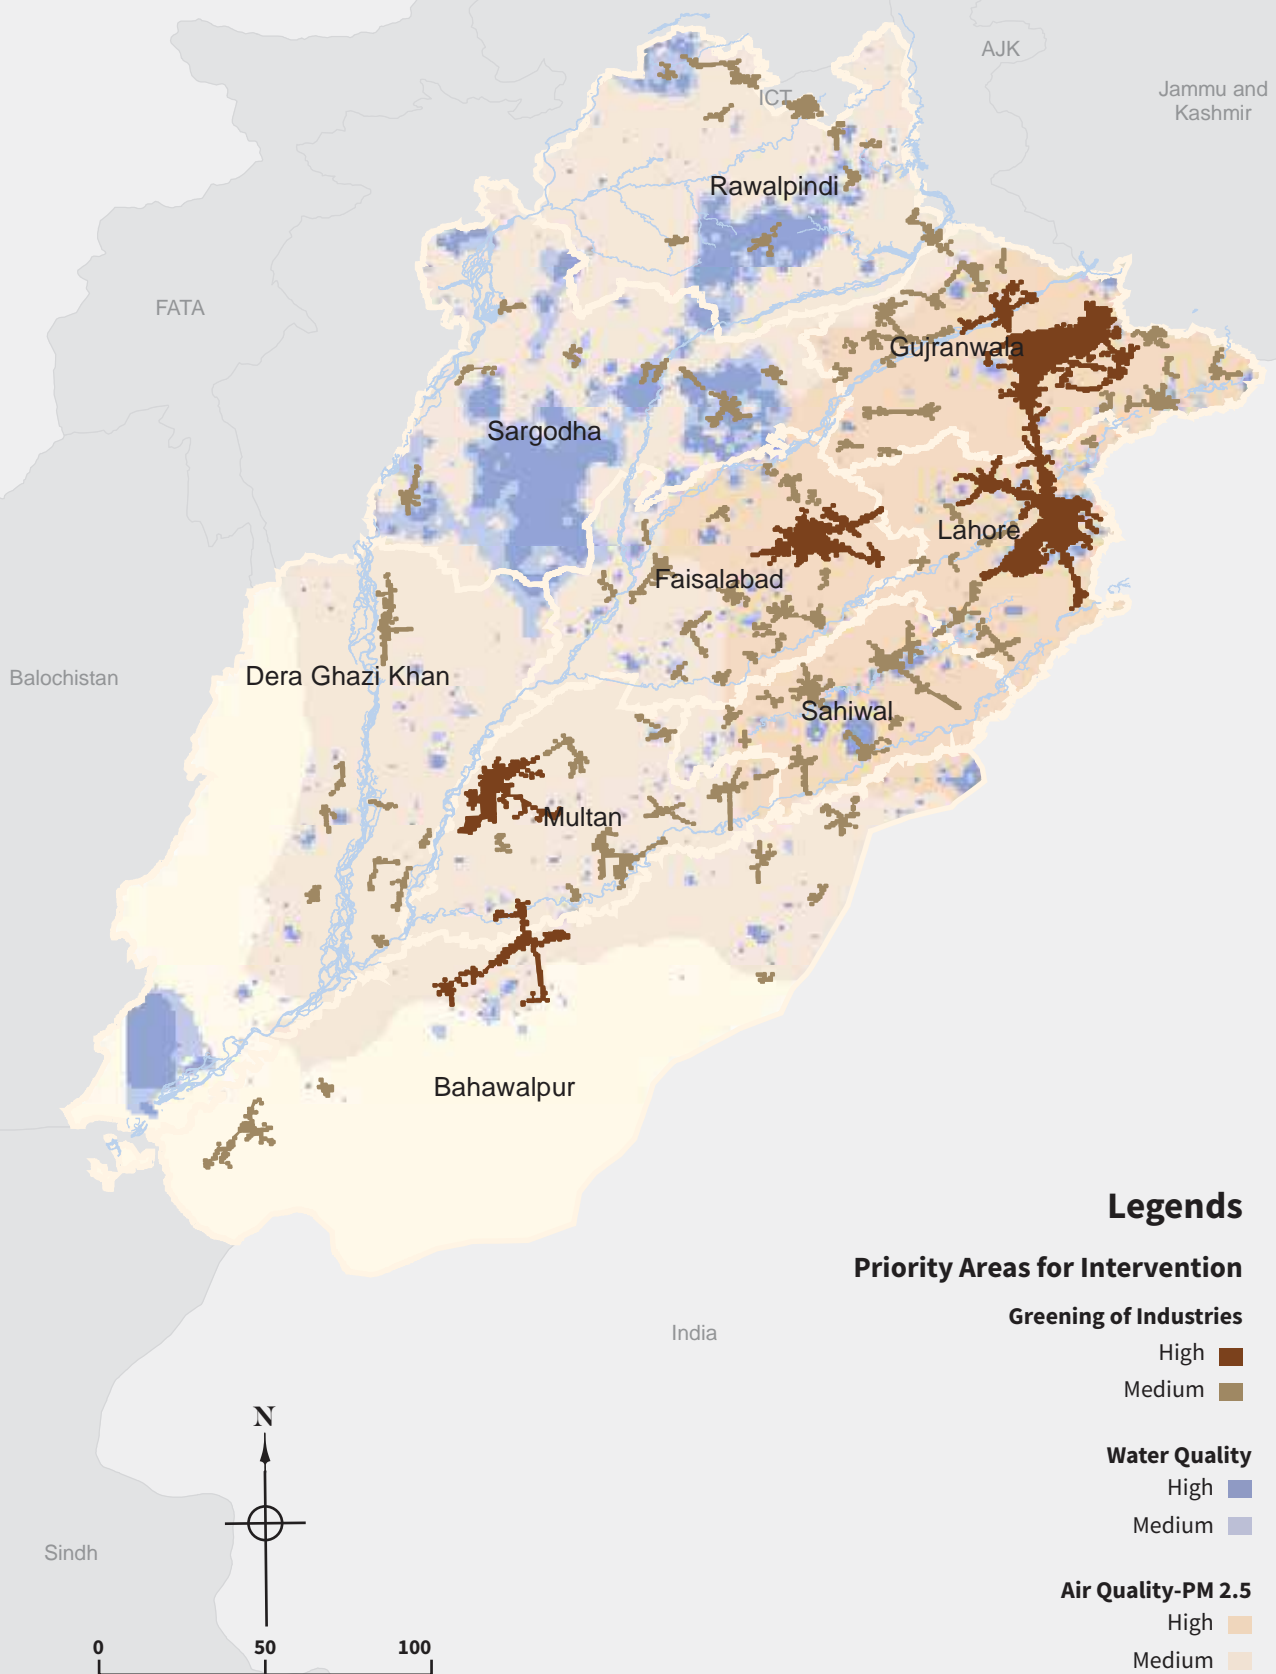 AJK
Jammu and
Kashmir
ICT
Rawalpindi
FATA
Gujranwala
Sargodha
Lahore
Faisalabad
Balochistan
Dera Ghazi Khan
Sahiwal
Multan
Bahawalpur
Legends
Priority Areas for Intervention
Greening of Industries
High
Medium
India
Water Quality
High
Medium
N
Sindh
Air Quality-PM 2.5
High
Medium
0 50 100